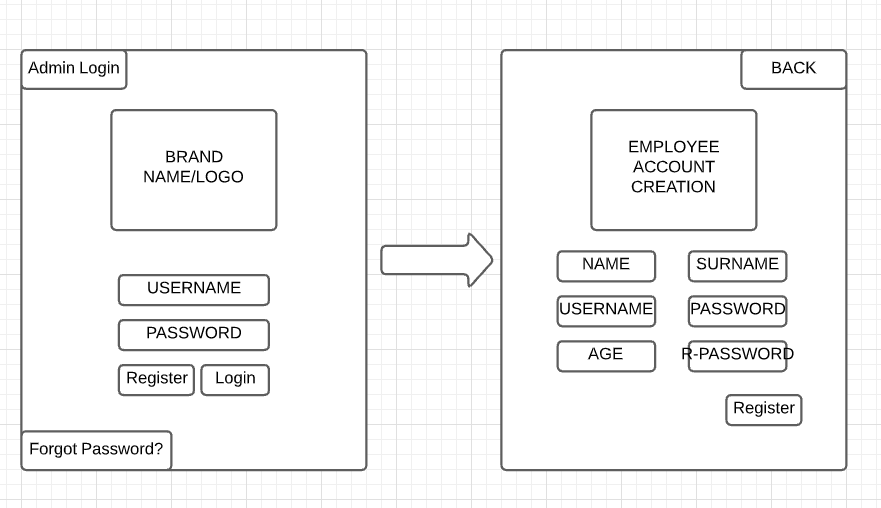 Admin Login
BRAND
NAME/LOGO
USERNAME
PASSWORD
Register
Login
Forgot Password?
BACK
EMPLOYEE
ACCOUNT
CREATION
NAME
SURNAME
USERNAME
PASSWORD
AGE
R-PASSWORD
Register